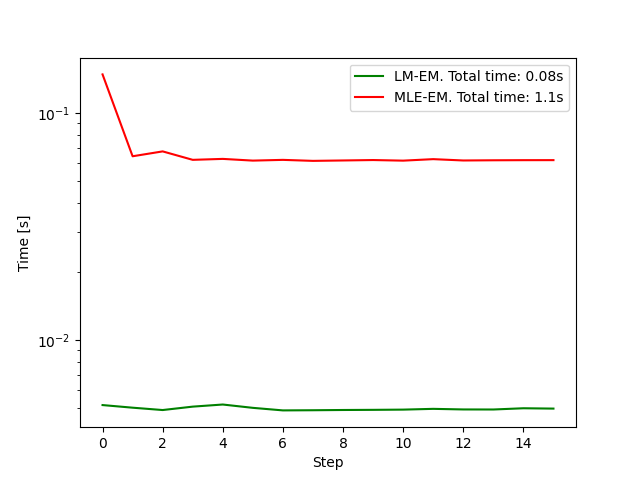 LM-EM. Total time: 0.08s
MLE-EM. Total time: 1.1s
10⁻¹
10⁻²
Time [s]
0 2 4 6 8 10 12 14
Step